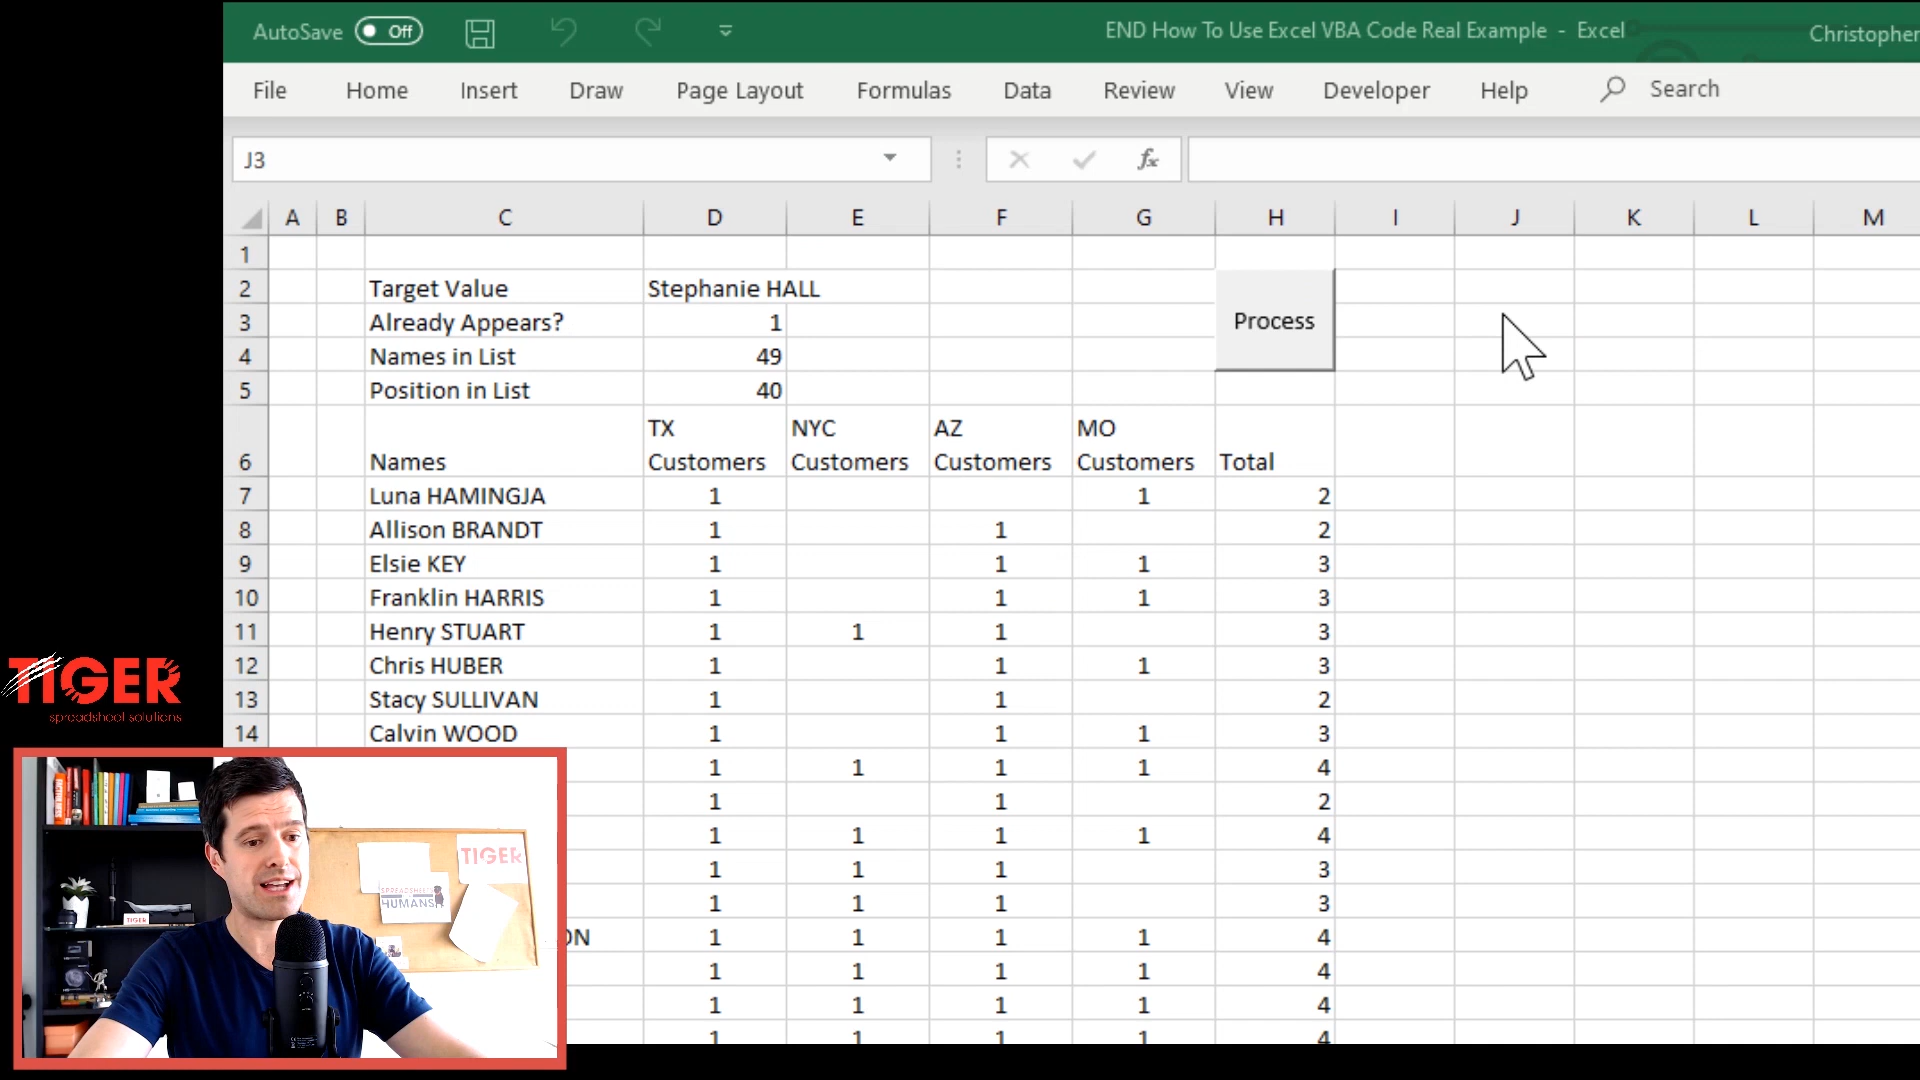 AutoSave Off END How To Use Excel VBA Code Real Example - Excel Christopher
File Home Insert Draw Page Layout Formulas Data Review View Developer Help Search
J3 fx
A B C D E F G H I J K L M
1
2 Target Value Stephanie HALL
3 Already Appears? 1 Process
4 Names in List 49
5 Position in List 40
TX NYC AZ MO
6 Names Customers Customers Customers Customers Total
7 Luna HAMINGJA 1 1 2
8 Allison BRANDT 1 1 2
9 Elsie KEY 1 1 1 3
10 Franklin HARRIS 1 1 1 3
11 Henry STUART 1 1 1 3
12 Chris HUBER 1 1 1 3
13 Stacy SULLIVAN 1 1 2
14 Calvin WOOD 1 1 1 3
1 1 1 1 4
1 1 2
1 1 1 1 4
1 1 1 3
1 1 1 3
ON 1 1 1 1 4
1 1 1 1 4
1 1 1 1 4
1 1 1 1 4
TIGER
spreadsheet solutions
TIGER
SPREADSHEETS
HUMANS
TIGER